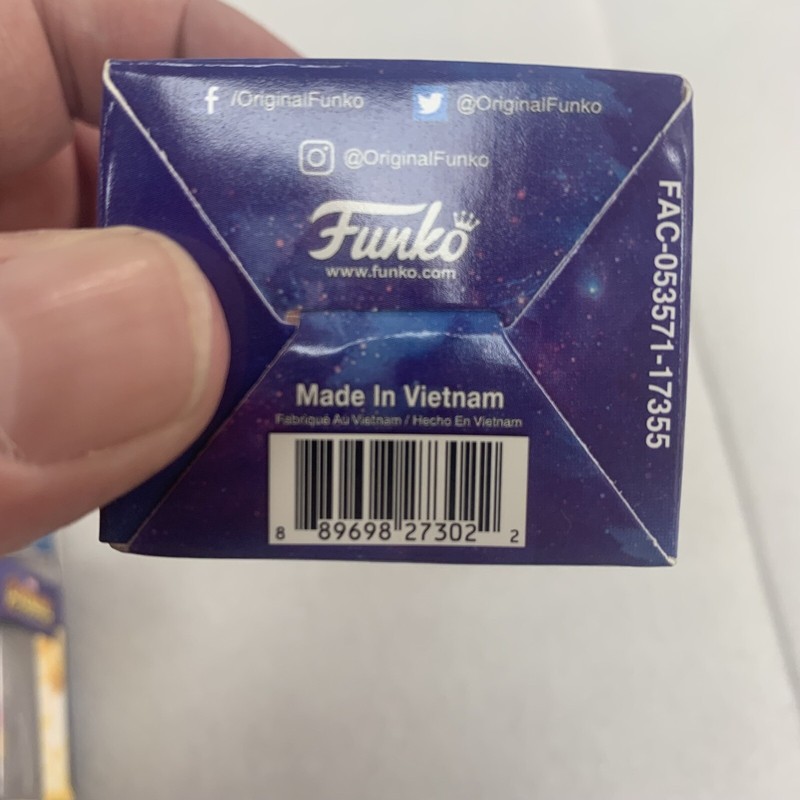 /OriginalFunko
@OriginalFunko
@OriginalFunko
Funko
www.funko.com
FAC-053571-17355
Made In Vietnam
Fabriqué Au Vietnam / Hecho En Vietnam
8 89698 27302 2